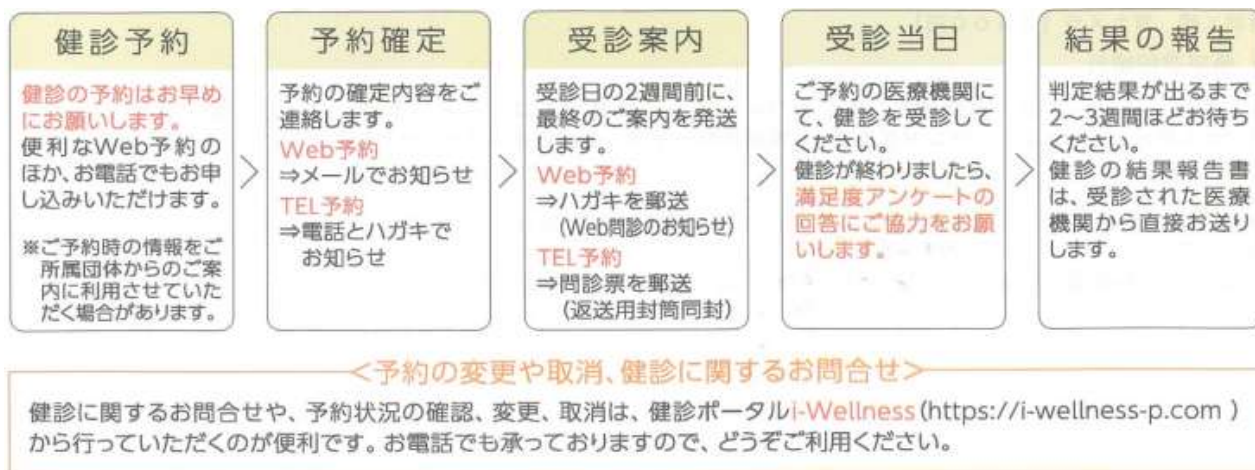 健診予約
健診の予約はお早め
にお願いします。
便利なWeb予約の
ほか、お電話でもお申
し込みいただけます。
※ご予約時の情報をご
所属団体からのご案
内に利用させていた
だく場合があります。
予約確定
予約の確定内容をご
連絡します。
Web予約
⇒メールでお知らせ
TEL予約
⇒電話とハガキで
お知らせ
受診案内
受診日の2週間前に、
最終のご案内を発送
します。
Web予約
⇒ハガキを郵送
(Web問診のお知らせ)
TEL予約
⇒問診票を郵送
(返送用封筒同封)
受診当日
ご予約の医療機関に
て、健診を受診して
ください。
健診が終わりましたら、
満足度アンケートの
回答にご協力をお願
いします。
結果の報告
判定結果が出るまで
2〜3週間ほどお待ち
ください。
健診の結果報告書
は、受診された医療
機関から直接お送り
します。
<予約の変更や取消、健診に関するお問合せ>
健診に関するお問合せや、予約状況の確認、変更、取消は、健診ポータルi-Wellness(https://i-wellness-p.com )
から行っていただくのが便利です。お電話でも承っておりますので、どうぞご利用ください。